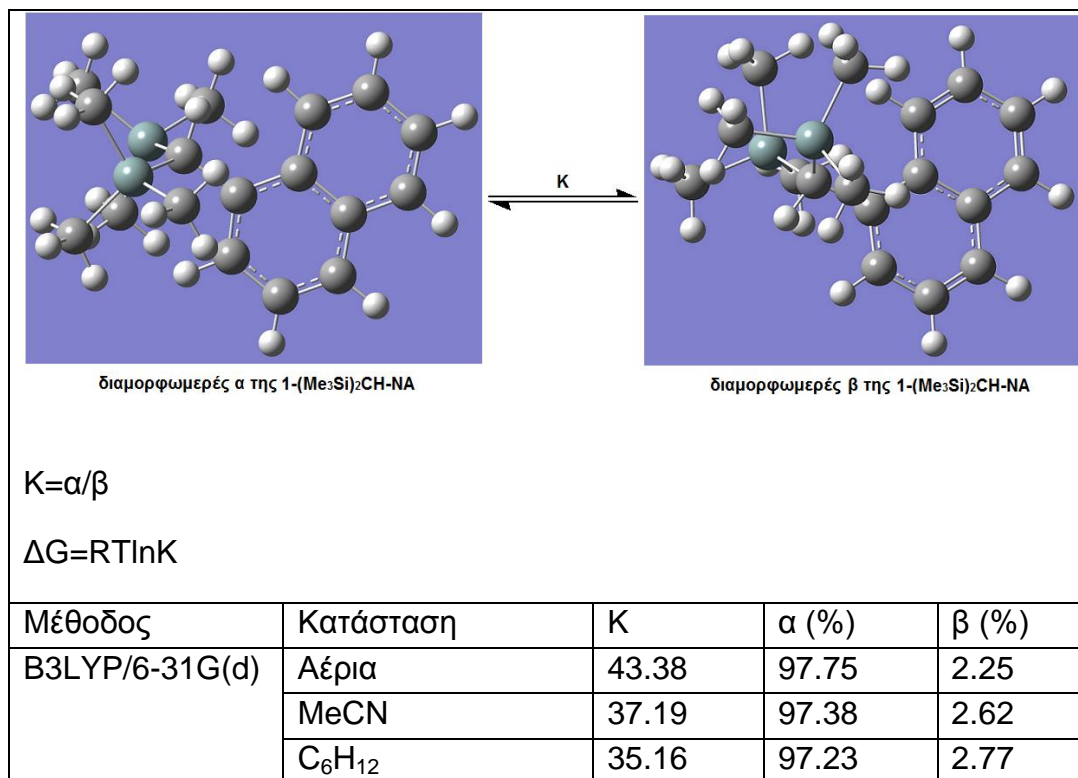 K
διαμορφωμερές α της 1-(Me₃Si)₂CH-NA
διαμορφωμερές β της 1-(Me₃Si)₂CH-NA
K=α/β
ΔG=RTlnK
Μέθοδος Κατάσταση K α (%) β (%)
B3LYP/6-31G(d) Αέρια 43.38 97.75 2.25
MeCN 37.19 97.38 2.62
C₆H₁₂ 35.16 97.23 2.77